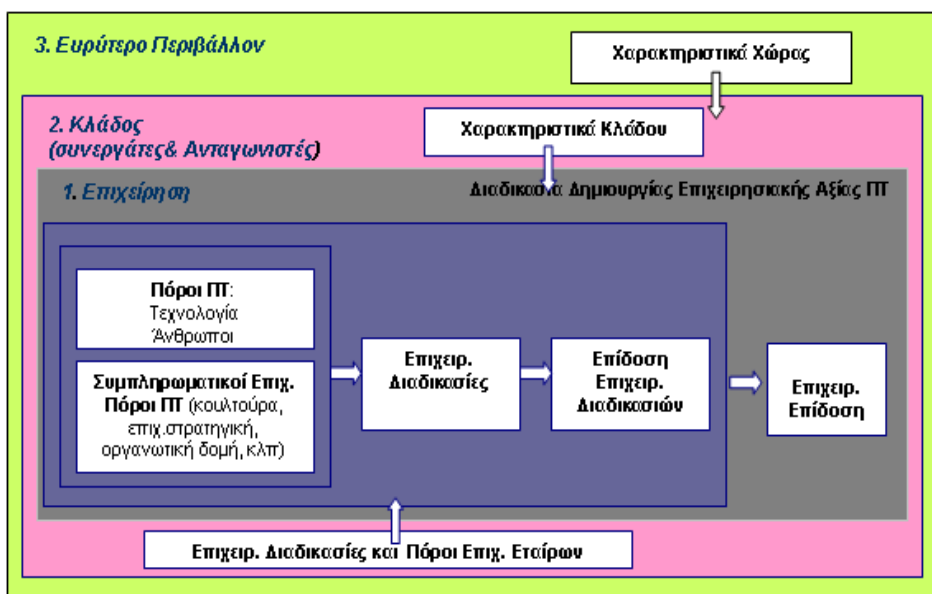 3. Ευρύτερο Περιβάλλον
Χαρακτηριστικά Χώρας
2. Κλάδος
(συνεργάτες& Ανταγωνιστές)
Χαρακτηριστικά Κλάδου
1. Επιχείρηση
Διαδικασία Δημιουργίας Επιχειρησιακής Αξίας ΠΤ
Πόροι ΠΤ:
Τεχνολογία
Άνθρωποι
Συμπληρωματικοί Επιχ.
Πόροι ΠΤ (κουλτούρα,
επιχ.στρατηγική,
οργανωτική δομή, κλπ)
Επιχειρ.
Διαδικασίες
Επίδοση
Επιχειρ.
Διαδικασιών
Επιχειρ.
Επίδοση
Επιχειρ. Διαδικασίες και Πόροι Επιχ. Εταίρων